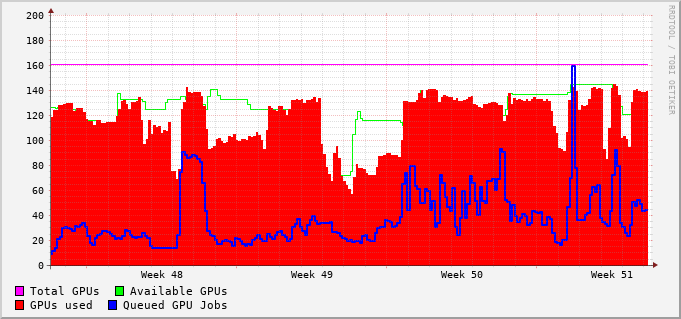 200
180
160
140
120
100
80
60
40
20
0
Week 48 Week 49 Week 50 Week 51
Total GPUs Available GPUs
GPUs used Queued GPU Jobs
RRDTOOL / TOBI OETIKER